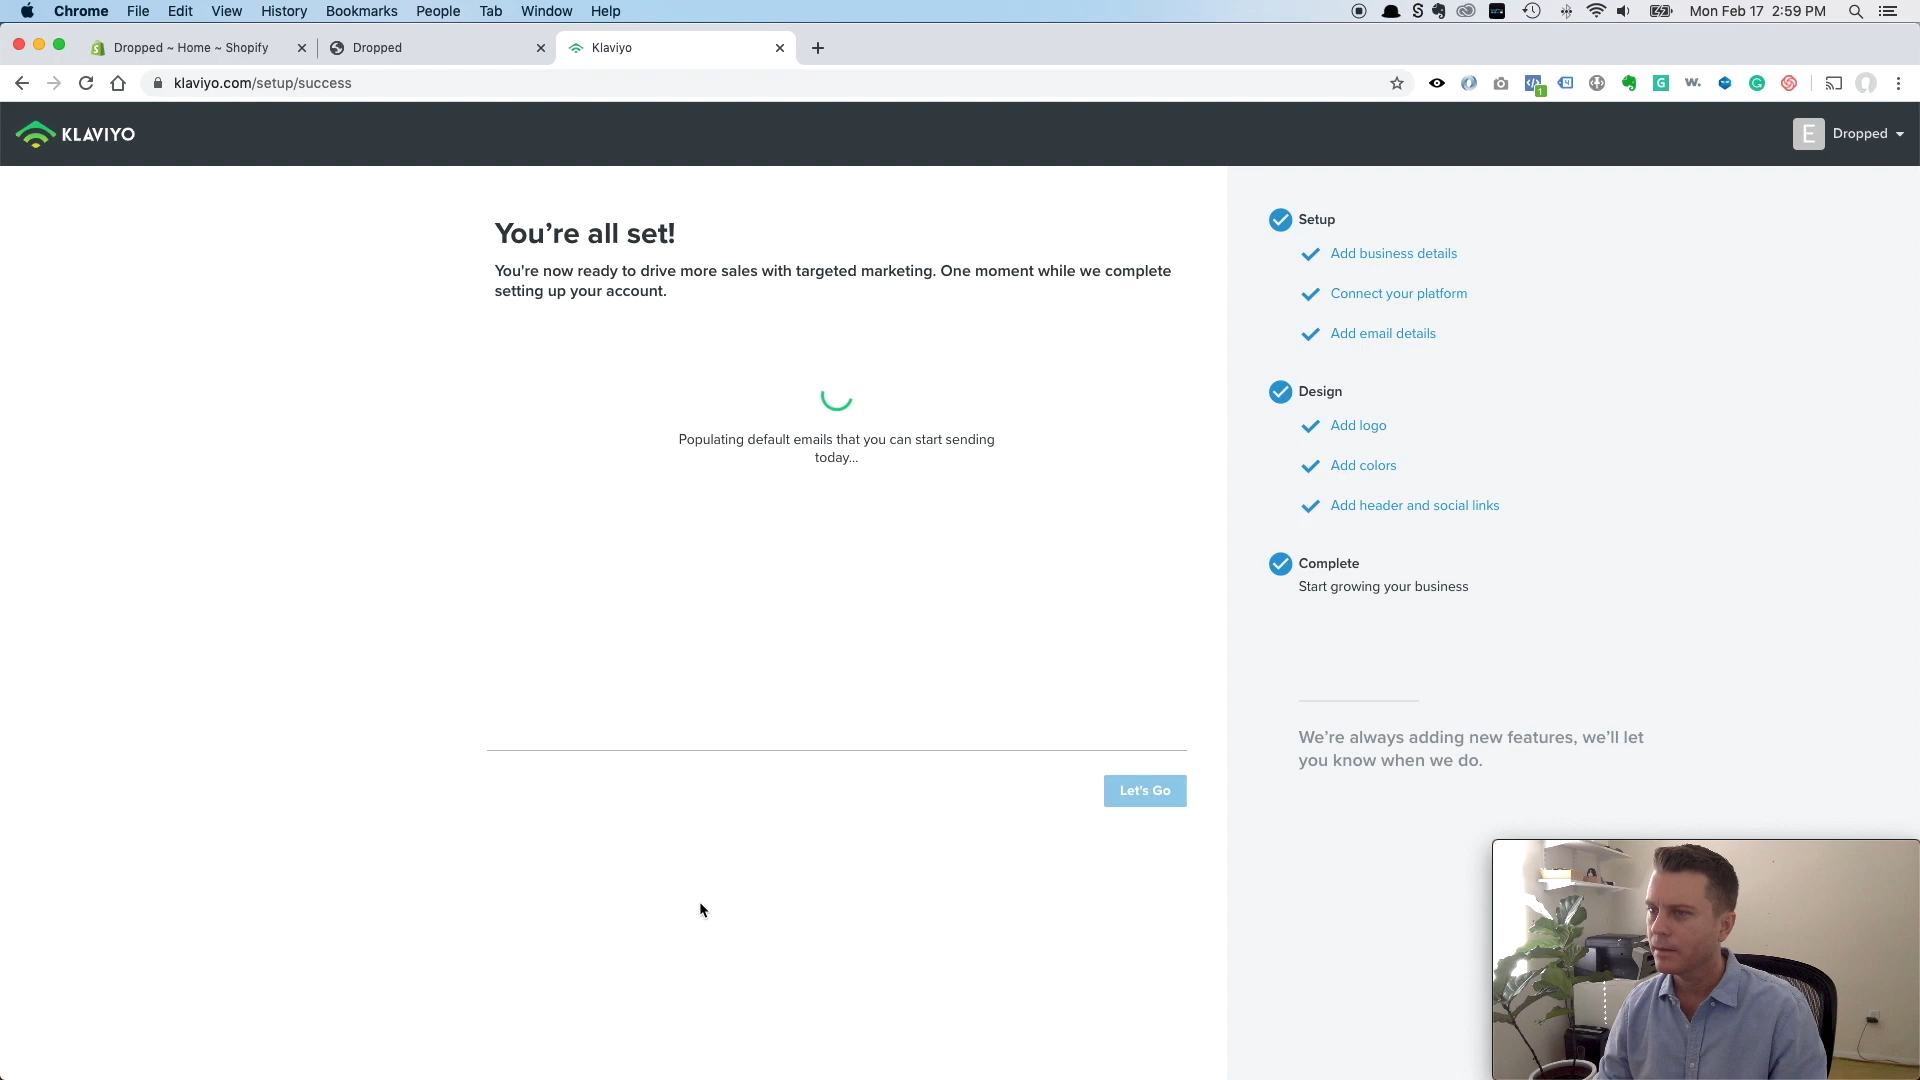 Chrome File Edit View History Bookmarks People Tab Window Help
Mon Feb 17 2:59 PM
Dropped ~ Home ~ Shopify
Dropped
Klaviyo
klaviyo.com/setup/success
KLAVIYO
E Dropped
You're all set!
You're now ready to drive more sales with targeted marketing. One moment while we complete
setting up your account.
Populating default emails that you can start sending
today...
Let's Go
Setup
Add business details
Connect your platform
Add email details
Design
Add logo
Add colors
Add header and social links
Complete
Start growing your business
We're always adding new features, we'll let
you know when we do.